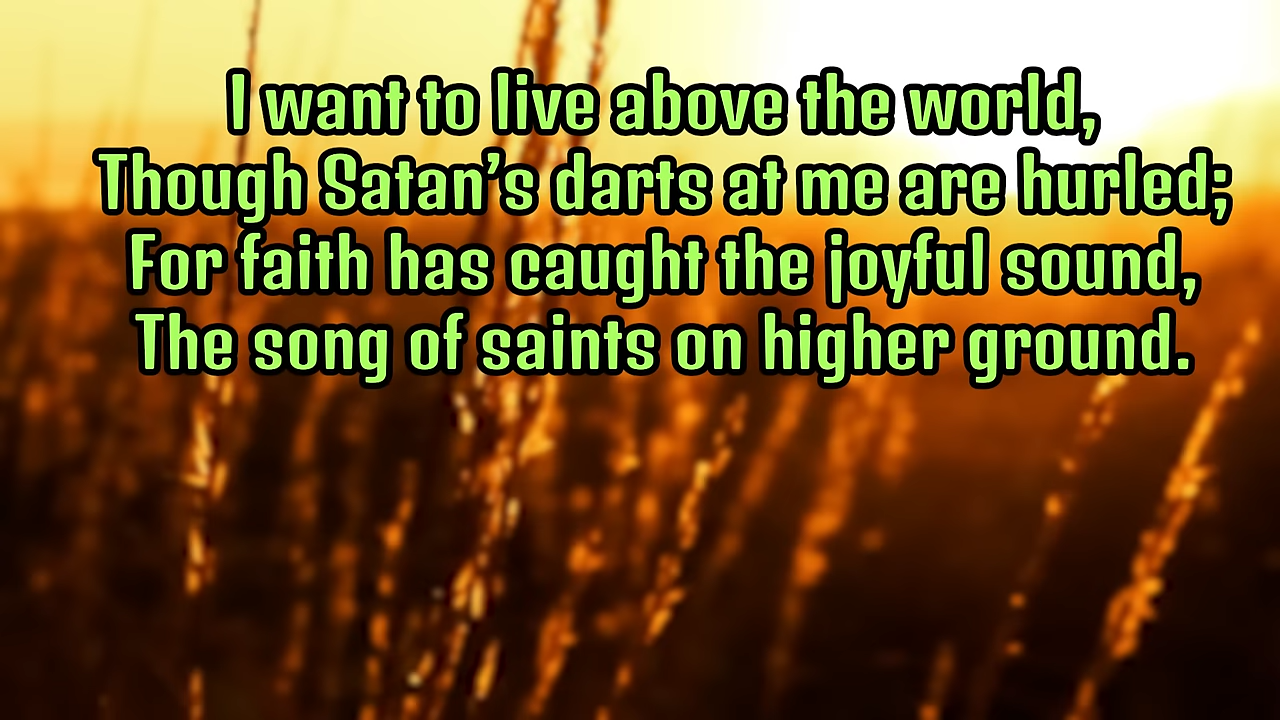 I want to live above the world,
Though Satan’s darts at me are hurled;
For faith has caught the joyful sound,
The song of saints on higher ground.